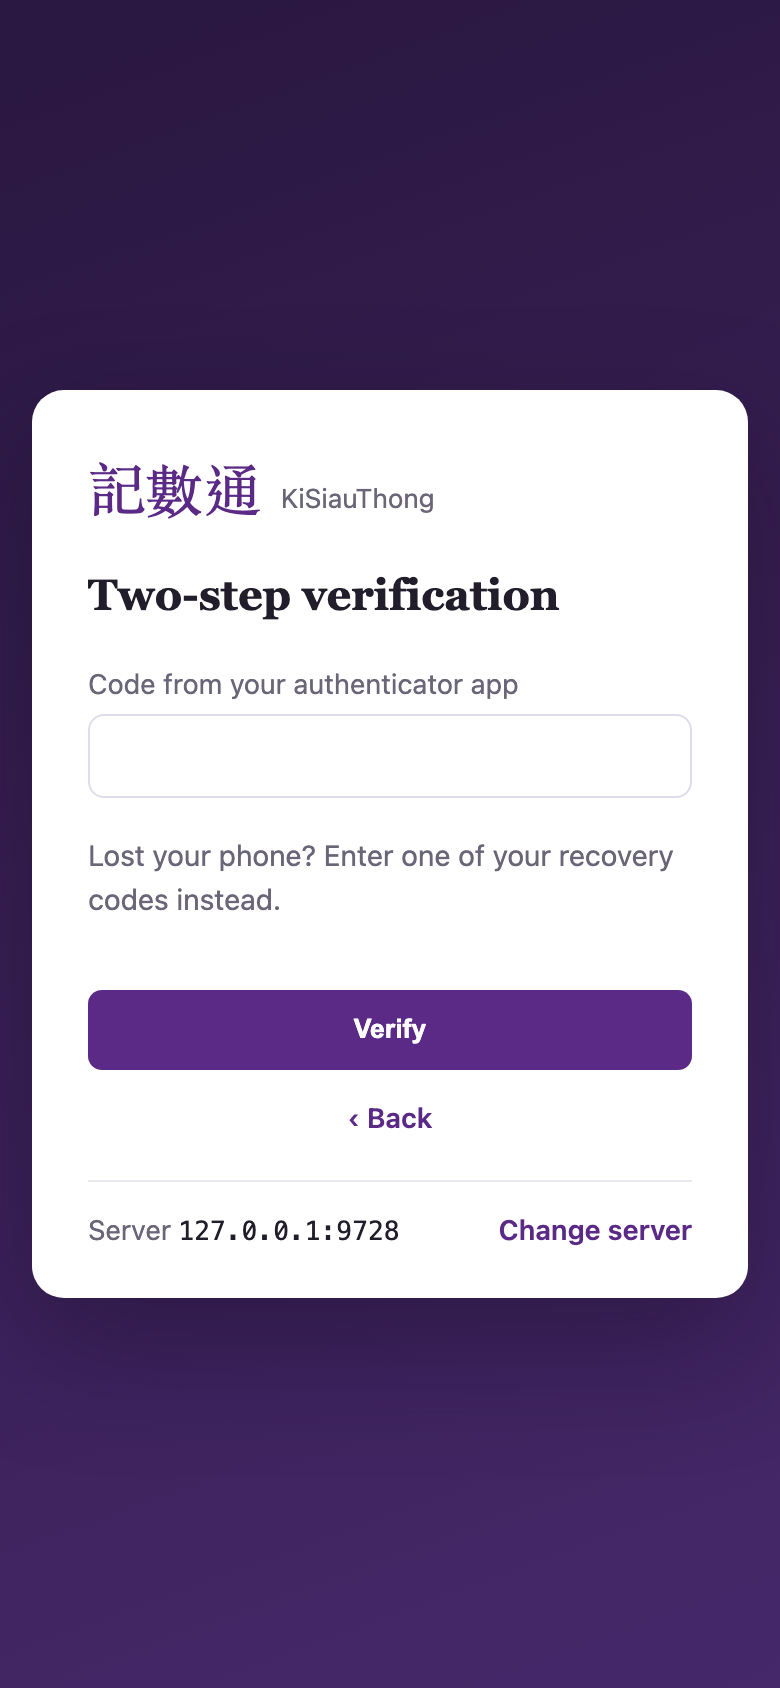 記數通 KiSiauThong
Two-step verification
Code from your authenticator app
Lost your phone? Enter one of your recovery
codes instead.
Verify
‹ Back
Server 127.0.0.1:9728 Change server